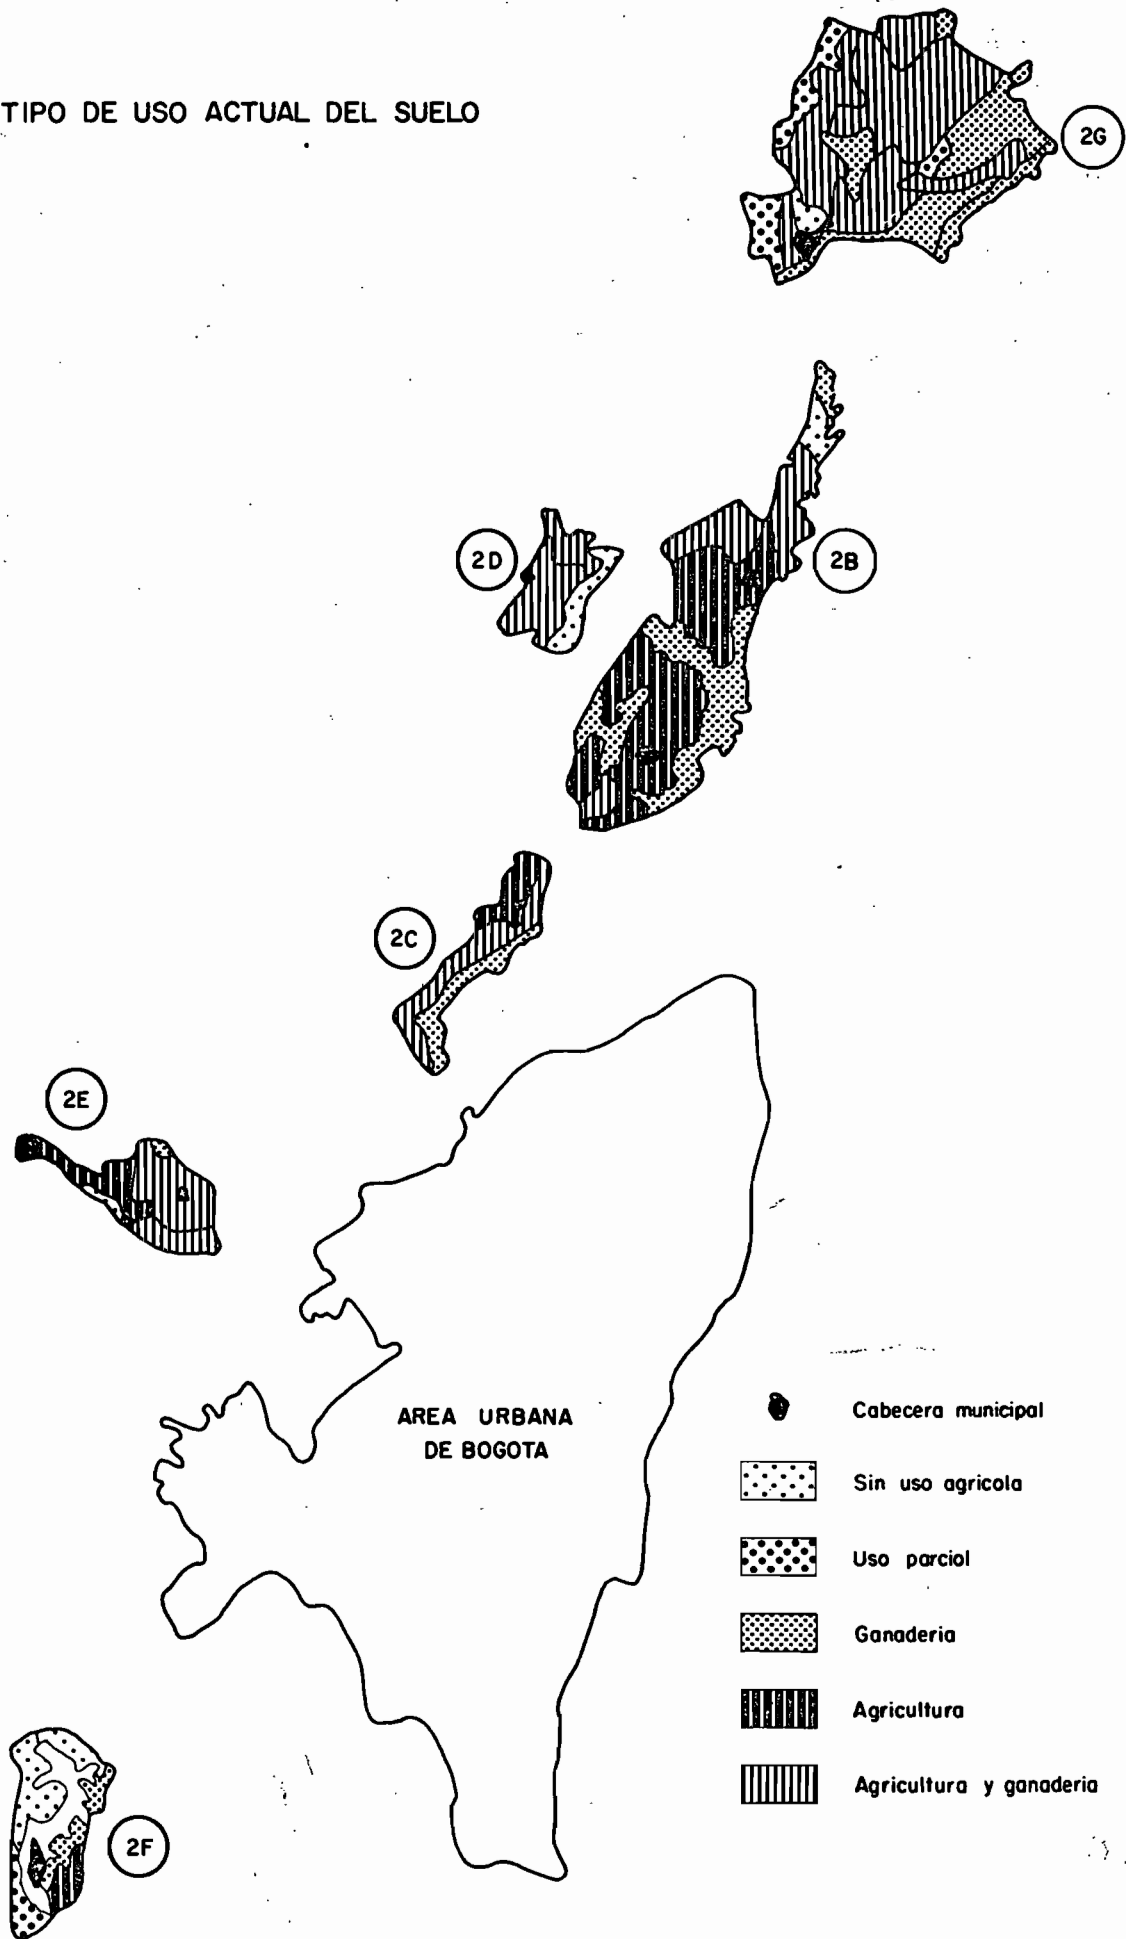 TIPO DE USO ACTUAL DEL SUELO
2G
2D
2B
2C
2E
AREA URBANA
DE BOGOTA
Cabecera municipal
Sin uso agricola
Uso parciol
Ganaderia
Agricultura
Agricultura y ganaderia
2F